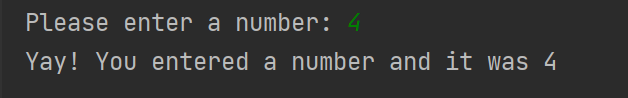 Please enter a number: 4
Yay! You entered a number and it was 4